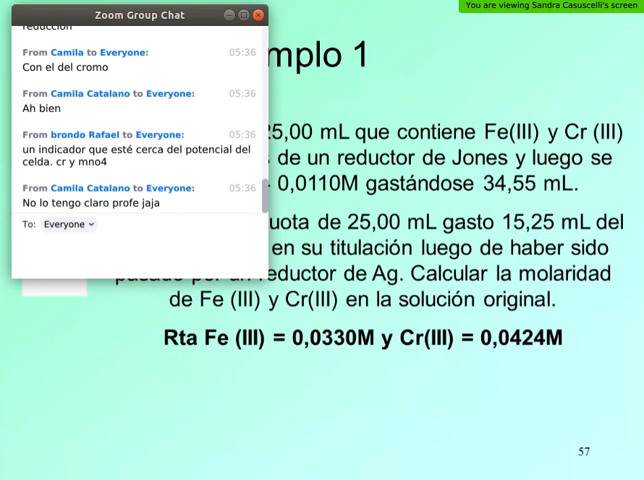 You are viewing Sandra Casuscelli's screen
Zoom Group Chat
From Camila to Everyone: 05:36
Con el del cromo
From Camila Catalano to Everyone: 05:36
Ah bien
From brondo Rafael to Everyone: 05:36
un indicador que esté cerca del potencial del
celda. cr y mno4
From Camila Catalano to Everyone: 05:36
No lo tengo claro profe jaja
To: Everyone
mplo 1
25,00 mL que contiene Fe(III) y Cr (III)
de un reductor de Jones y luego se
0,0110M gastándose 34,55 mL.
uota de 25,00 mL gasto 15,25 mL del
en su titulación luego de haber sido
reductor de Ag. Calcular la molaridad
de Fe (III) y Cr(III) en la solución original.
Rta Fe (III) = 0,0330M y Cr(III) = 0,0424M
57